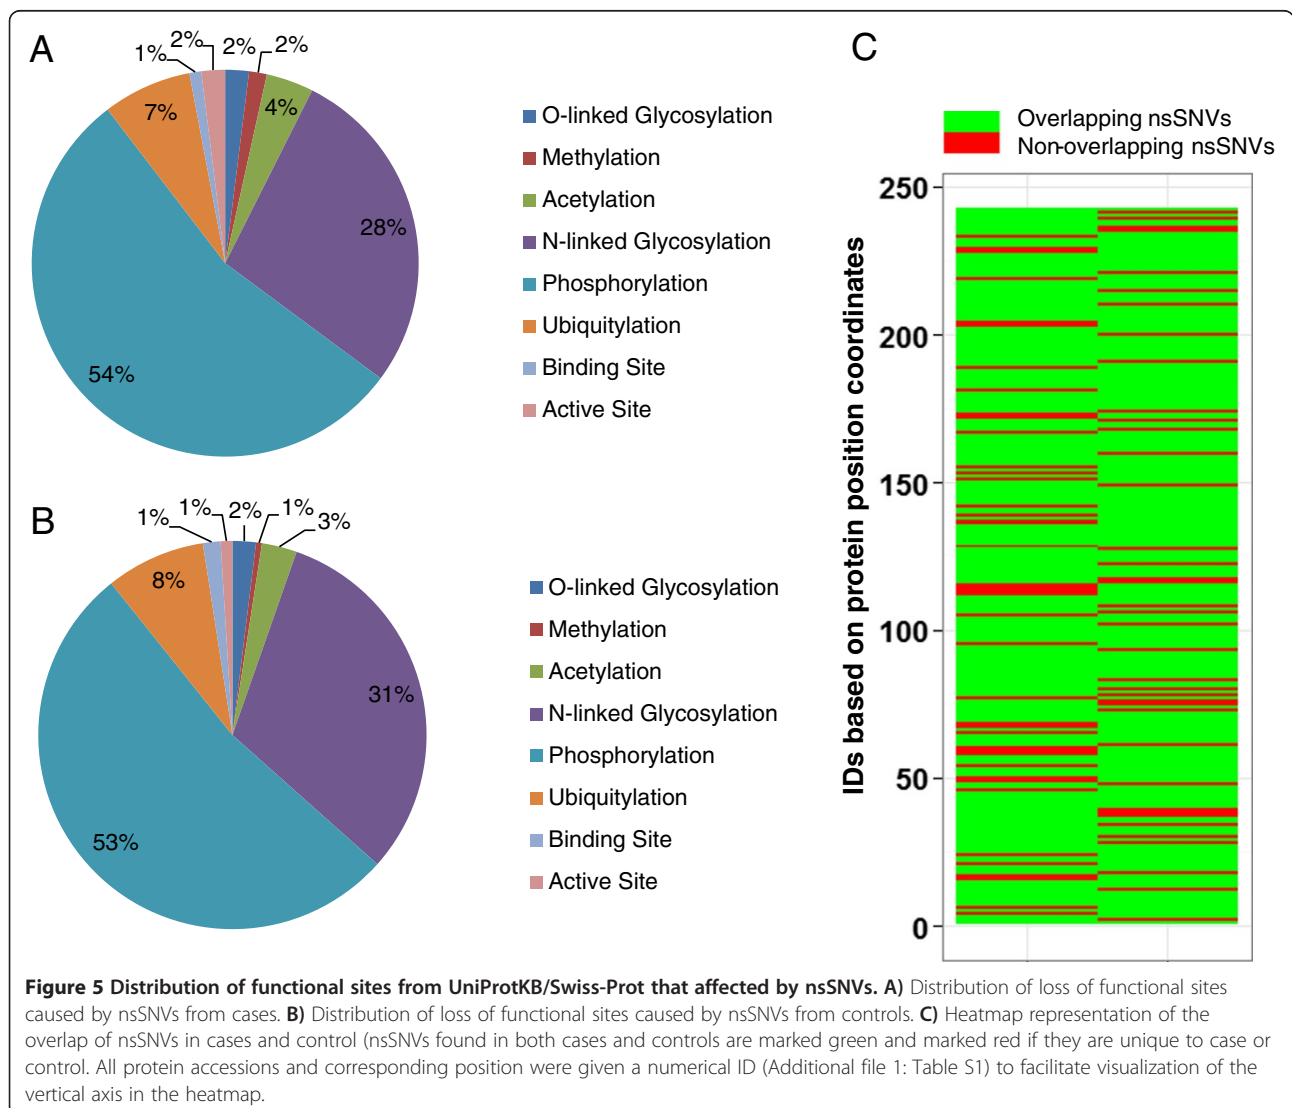 A
1%
2%
2%
2%
4%
7%
28%
54%
O-linked Glycosylation
Methylation
Acetylation
N-linked Glycosylation
Phosphorylation
Ubiquitylation
Binding Site
Active Site
B
1%
1%
2%
1%
3%
8%
31%
53%
O-linked Glycosylation
Methylation
Acetylation
N-linked Glycosylation
Phosphorylation
Ubiquitylation
Binding Site
Active Site
C
Overlapping nsSNVs
Non-overlapping nsSNVs
IDs based on protein position coordinates
250
200
150
100
50
0
Figure 5 Distribution of functional sites from UniProtKB/Swiss-Prot that affected by nsSNVs. A) Distribution of loss of functional sites
caused by nsSNVs from cases. B) Distribution of loss of functional sites caused by nsSNVs from controls. C) Heatmap representation of the
overlap of nsSNVs in cases and control (nsSNVs found in both cases and controls are marked green and marked red if they are unique to case or
control. All protein accessions and corresponding position were given a numerical ID (Additional file 1: Table S1) to facilitate visualization of the
vertical axis in the heatmap.